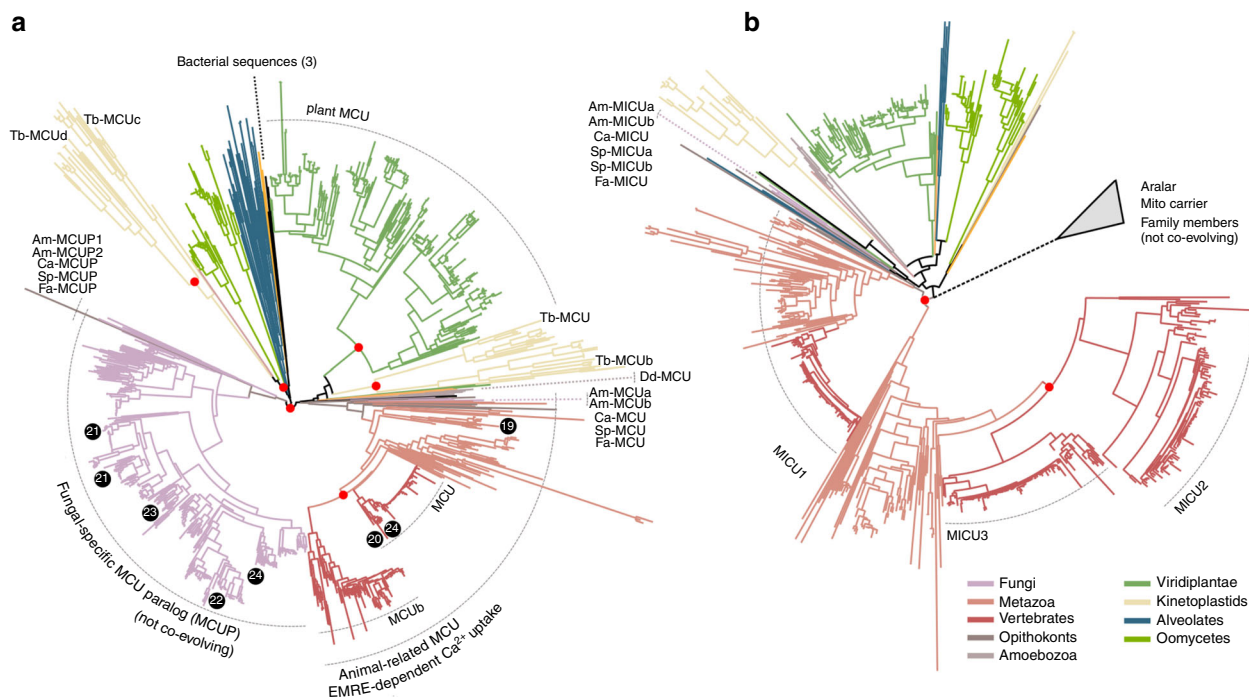 a
Bacterial sequences (3)
plant MCU
Tb-MCUc
Tb-MCUd
Am-MCUP1
Am-MCUP2
Ca-MCUP
Sp-MCUP
Fa-MCUP
Tb-MCU
Tb-MCUb
Dd-MCU
Am-MCUa
Am-MCUb
Ca-MCU
Sp-MCU
Fa-MCU
19
21
21
23
24
22
20
24
MCU
MCUb
Fungal-specific MCU paralog (MCUP)
(not co-evolving)
Animal-related MCU
EMRE-dependent Ca²⁺ uptake
b
Am-MICUa
Am-MICUb
Ca-MICU
Sp-MICUa
Sp-MICUb
Fa-MICU
Aralar
Mito carrier
Family members
(not co-evolving)
MICU1
MICU3
MICU2
Fungi
Metazoa
Vertebrates
Opithokonts
Amoebozoa
Viridiplantae
Kinetoplastids
Alveolates
Oomycetes